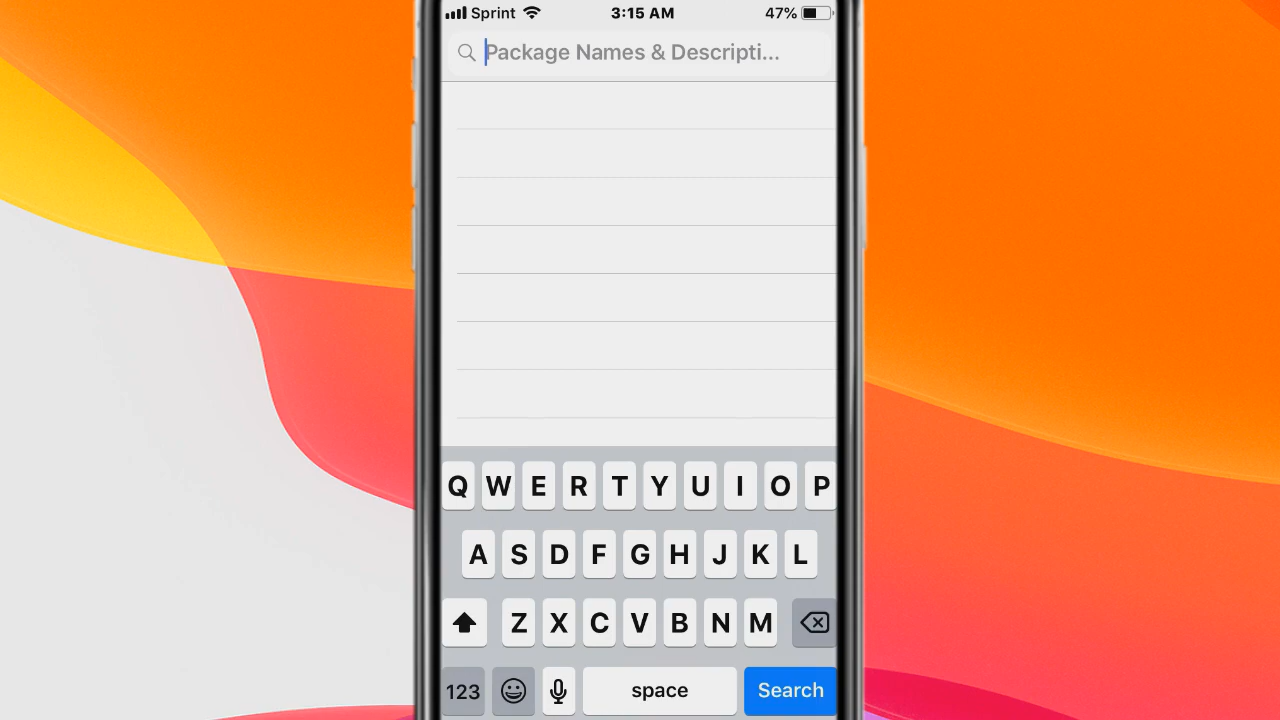 Sprint 3:15 AM 47%
Package Names & Descripti...
Q W E R T Y U I O P
A S D F G H J K L
Z X C V B N M
123 space Search